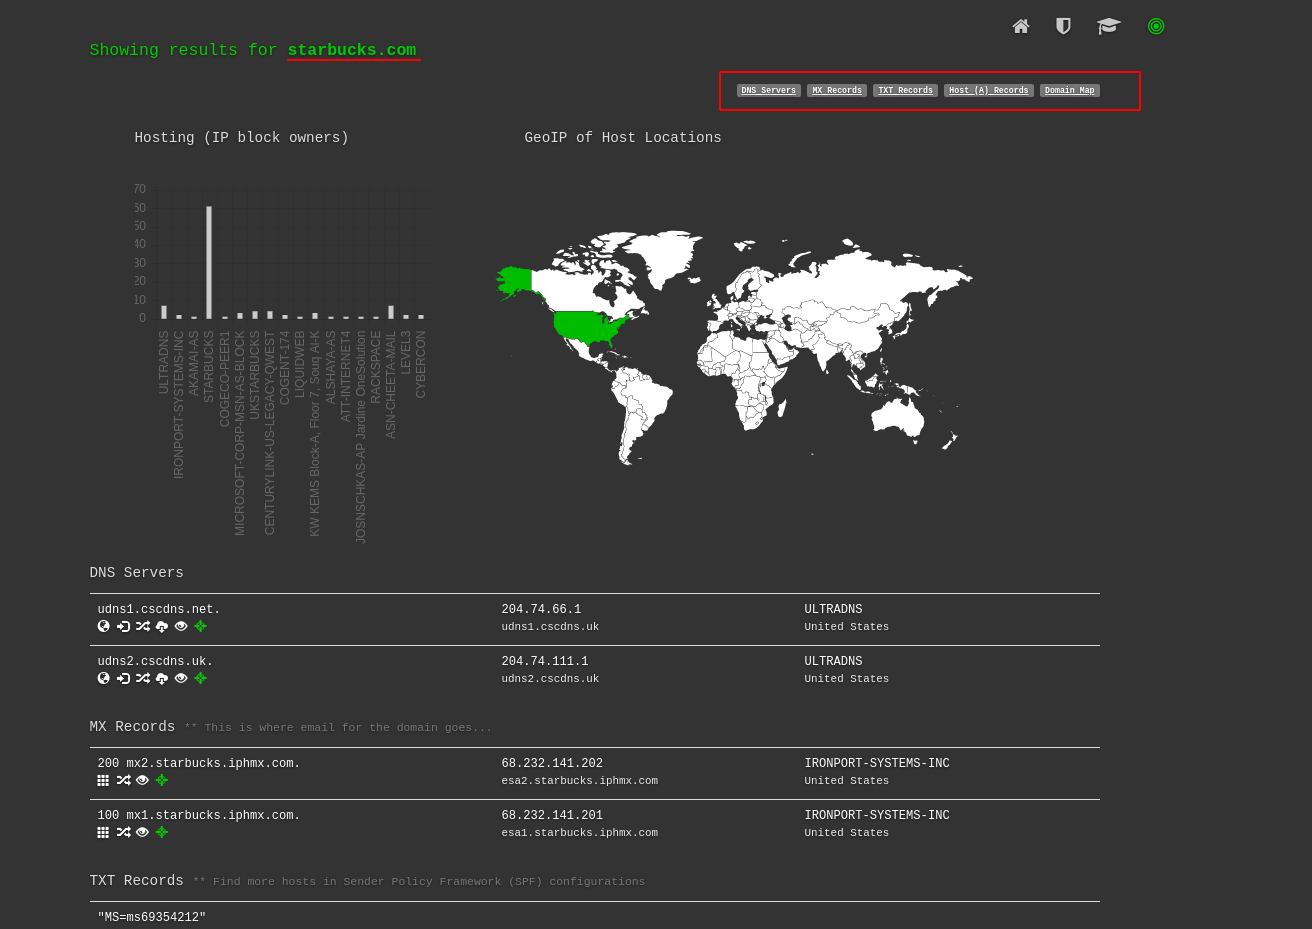 Showing results for starbucks.com
DNS Servers MX Records TXT Records Host (A) Records Domain Map
Hosting (IP block owners)
GeoIP of Host Locations
70
60
50
40
30
20
10
0
ULTRADNS
IRONPORT-SYSTEMS-INC
AKAMAI-AS
STARBUCKS
COGECO-PEER1
MICROSOFT-CORP-MSN-AS-BLOCK
UKSTARBUCKS
CENTURYLINK-US-LEGACY-QWEST
COGENT-174
LIQUIDWEB
KW KEMS Block-A, Floor 7, Souq Al-K
ALSHAYA-AS
ATT-INTERNET4
JOSNSCHKAS-AP Jardine OneSolution
RACKSPACE
ASN-CHEETA-MAIL
LEVEL3
CYBERCON
DNS Servers
udns1.cscdns.net. 204.74.66.1 ULTRADNS
udns1.cscdns.uk United States
udns2.cscdns.uk. 204.74.111.1 ULTRADNS
udns2.cscdns.uk United States
MX Records ** This is where email for the domain goes...
200 mx2.starbucks.iphmx.com. 68.232.141.202 IRONPORT-SYSTEMS-INC
esa2.starbucks.iphmx.com United States
100 mx1.starbucks.iphmx.com. 68.232.141.201 IRONPORT-SYSTEMS-INC
esa1.starbucks.iphmx.com United States
TXT Records ** Find more hosts in Sender Policy Framework (SPF) configurations
"MS=ms69354212"